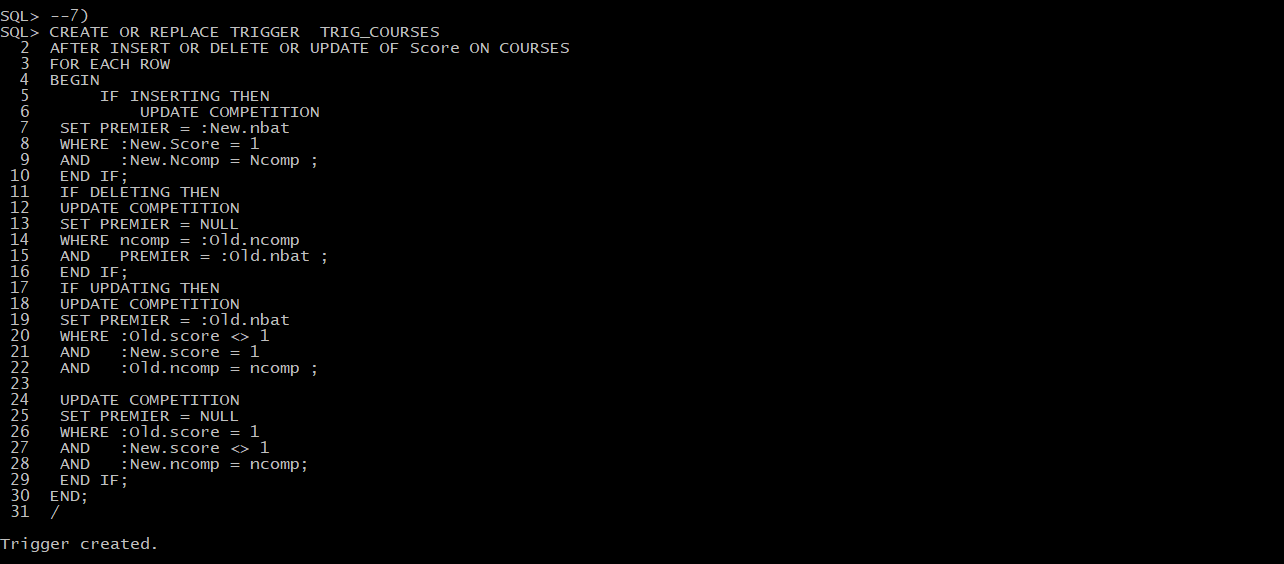 SQL> --7)
SQL> CREATE OR REPLACE TRIGGER  TRIG_COURSES
  2  AFTER INSERT OR DELETE OR UPDATE OF Score ON COURSES
  3  FOR EACH ROW
  4  BEGIN
  5       IF INSERTING THEN
  6           UPDATE COMPETITION
  7   SET PREMIER = :New.nbat
  8   WHERE :New.Score = 1
  9   AND   :New.Ncomp = Ncomp ;
 10   END IF;
 11   IF DELETING THEN
 12   UPDATE COMPETITION
 13   SET PREMIER = NULL
 14   WHERE ncomp = :Old.ncomp
 15   AND   PREMIER = :Old.nbat ;
 16   END IF;
 17   IF UPDATING THEN
 18   UPDATE COMPETITION
 19   SET PREMIER = :Old.nbat
 20   WHERE :Old.score <> 1
 21   AND   :New.score = 1
 22   AND   :Old.ncomp = ncomp ;
 23
 24   UPDATE COMPETITION
 25   SET PREMIER = NULL
 26   WHERE :Old.score = 1
 27   AND   :New.score <> 1
 28   AND   :New.ncomp = ncomp;
 29   END IF;
 30  END;
 31  /
Trigger created.